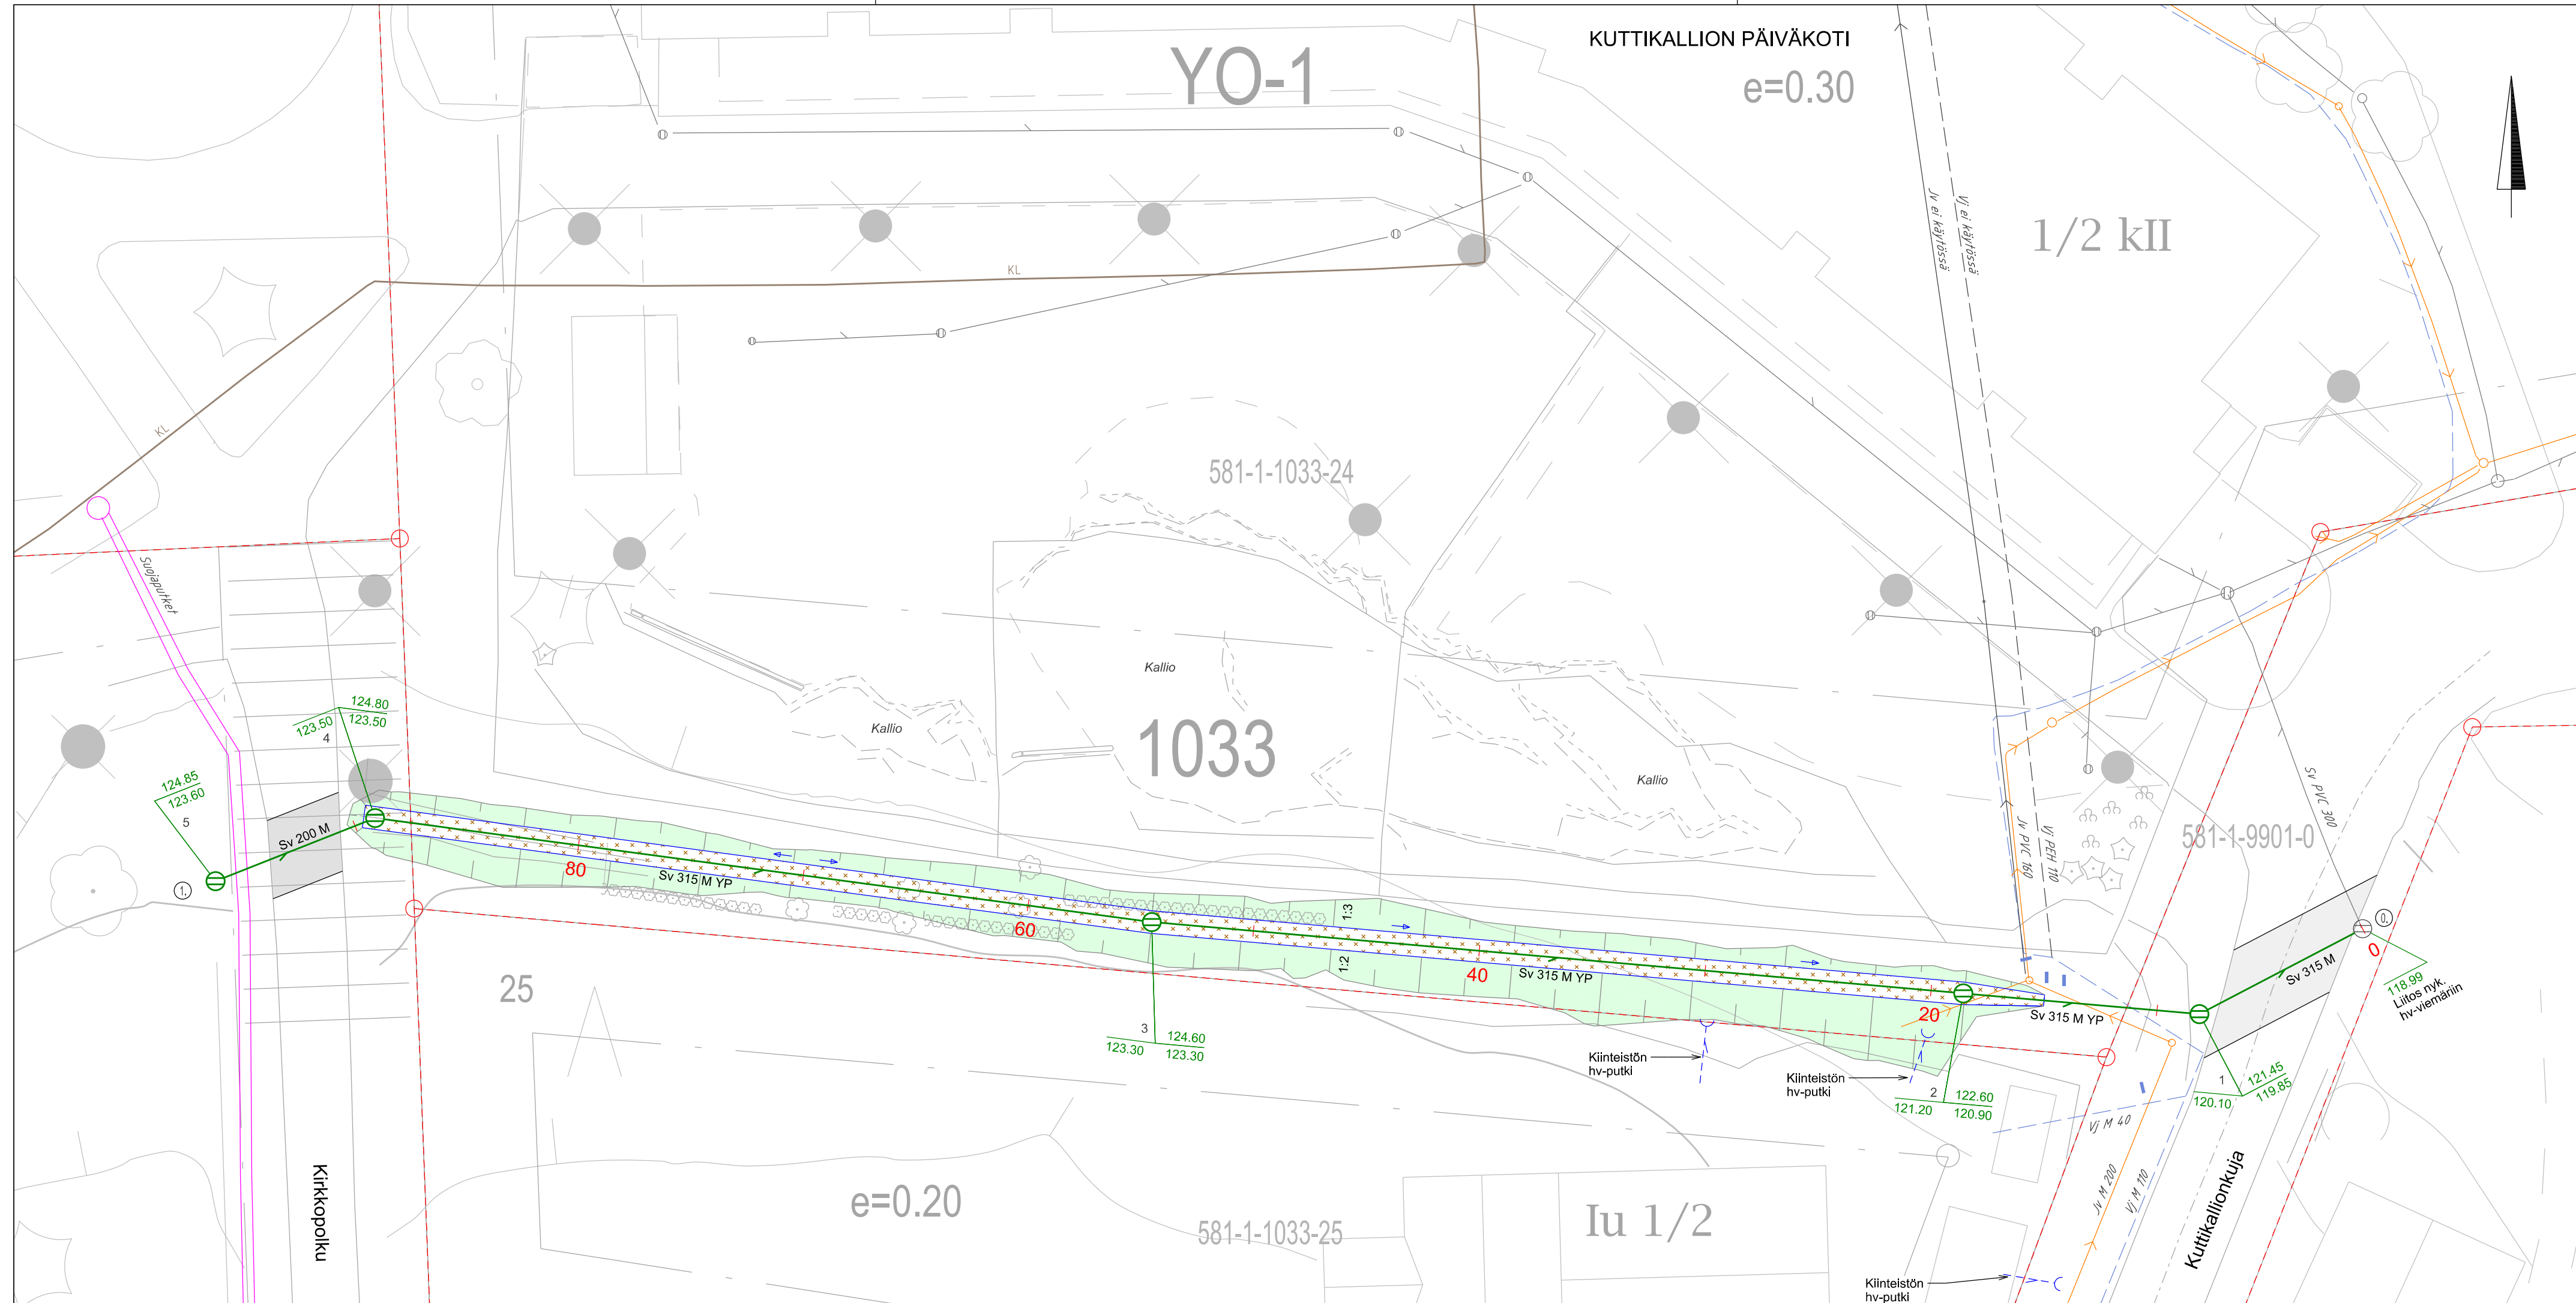 KUTTIKALLION PÄIVÄKOTI
YO-1
e=0.30
1/2 kII
Jv ei käytössä
Vj ei käytössä
KL
KL
581-1-1033-24
Suojaputket
Kallio
Kallio
Kallio
1033
581-1-9901-0
Sv PVC 300
Jv PVC 160
Vj PEH 110
124.80
123.50
123.50
4
124.85
123.60
5
1.
Sv 200 M
80
Sv 315 M YP
60
1:3
1:2
40
Sv 315 M YP
20
Sv 315 M YP
Sv 315 M
0.
0
118.99
Liitos nyk.
hv-viemäriin
25
3
124.60
123.30
123.30
Kiinteistön
hv-putki
Kiinteistön
hv-putki
2
122.60
121.20
120.90
1
121.45
120.10
119.85
Vj M 40
Jv M 200
Vj M 110
Kirkkopolku
Kuttikallionkuja
e=0.20
581-1-1033-25
Iu 1/2
Kiinteistön
hv-putki